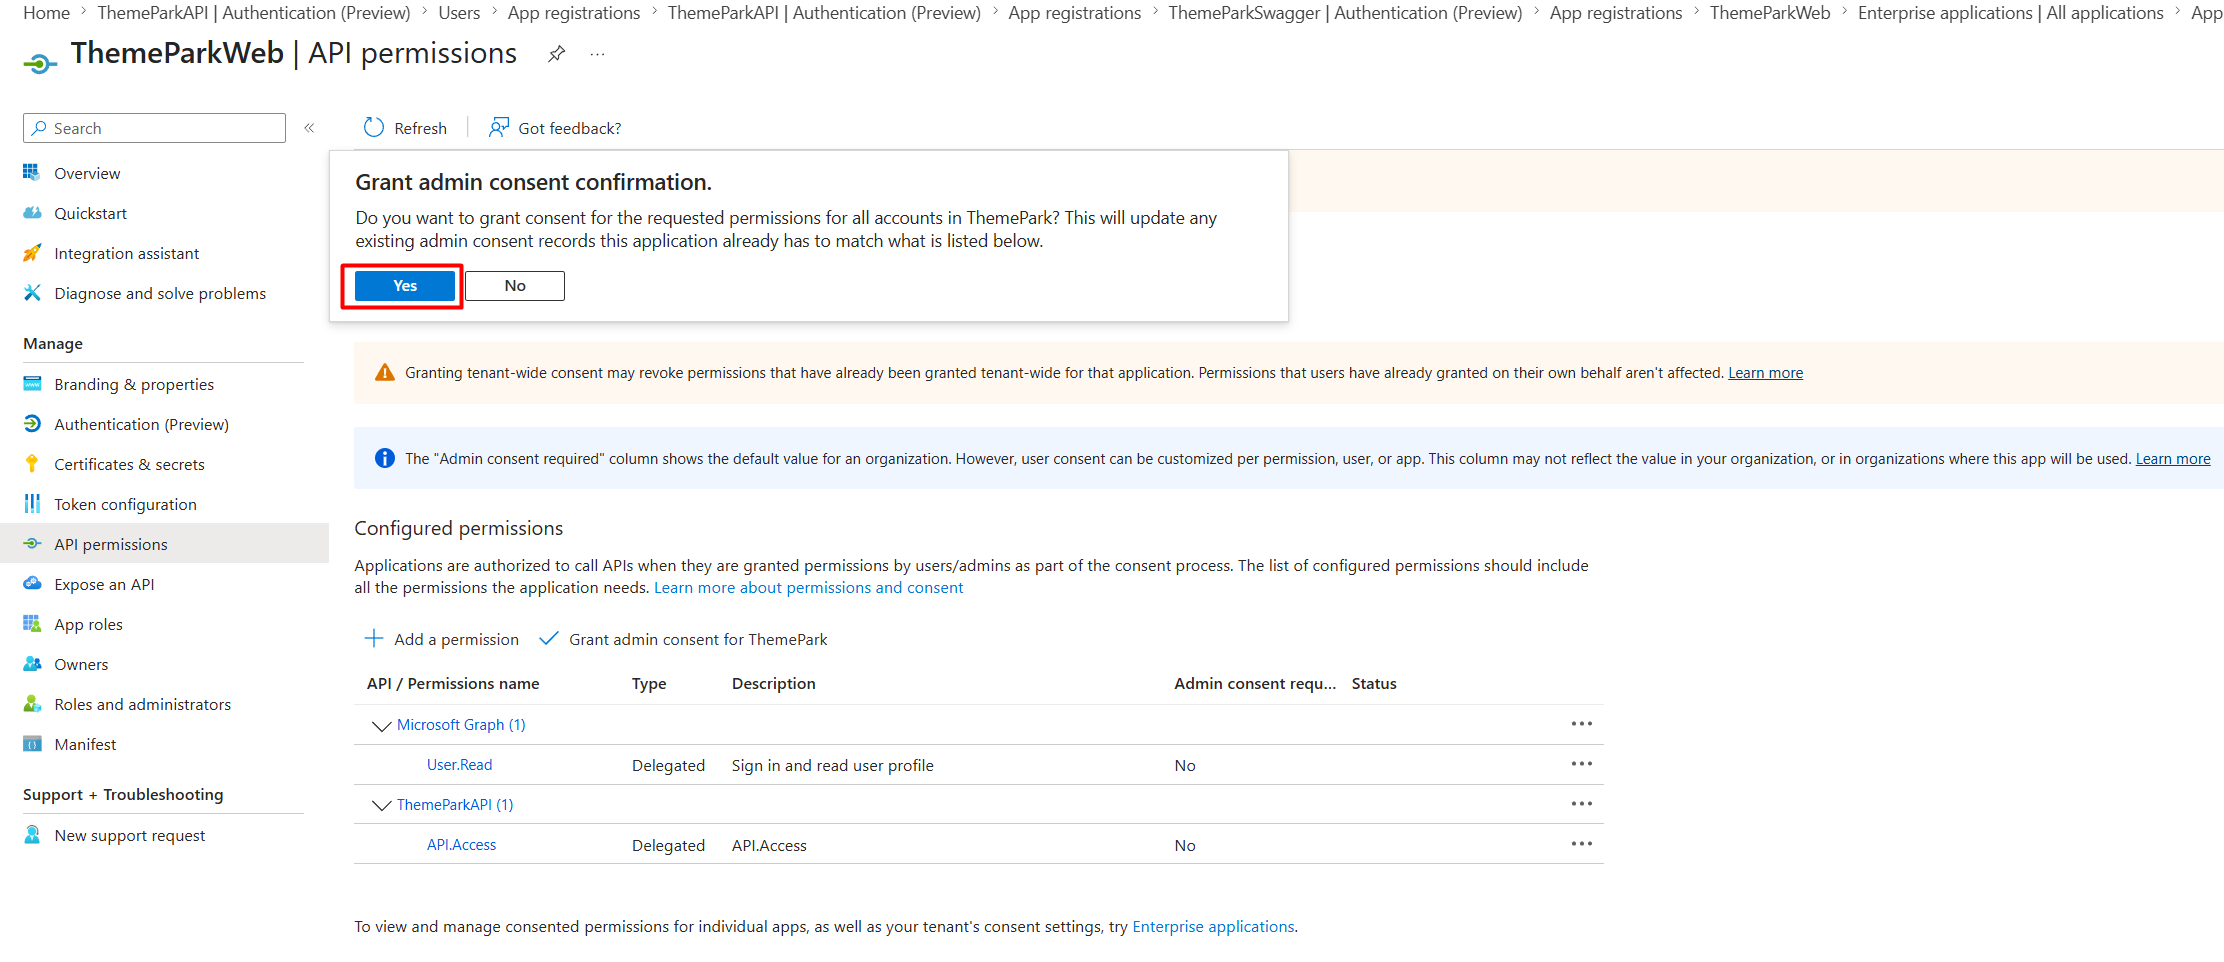 Home > ThemeParkAPI | Authentication (Preview) > Users > App registrations > ThemeParkAPI | Authentication (Preview) > App registrations > ThemeParkSwagger | Authentication (Preview) > App registrations > ThemeParkWeb > Enterprise applications | All applications > App
ThemeParkWeb | API permissions
Search
Refresh
Got feedback?
Overview
Quickstart
Integration assistant
Diagnose and solve problems
Manage
Branding & properties
Authentication (Preview)
Certificates & secrets
Token configuration
API permissions
Expose an API
App roles
Owners
Roles and administrators
Manifest
Support + Troubleshooting
New support request
Grant admin consent confirmation.
Do you want to grant consent for the requested permissions for all accounts in ThemePark? This will update any
existing admin consent records this application already has to match what is listed below.
Yes No
Granting tenant-wide consent may revoke permissions that have already been granted tenant-wide for that application. Permissions that users have already granted on their own behalf aren't affected. Learn more
The "Admin consent required" column shows the default value for an organization. However, user consent can be customized per permission, user, or app. This column may not reflect the value in your organization, or in organizations where this app will be used. Learn more
Configured permissions
Applications are authorized to call APIs when they are granted permissions by users/admins as part of the consent process. The list of configured permissions should include
all the permissions the application needs. Learn more about permissions and consent
Add a permission Grant admin consent for ThemePark
API / Permissions name Type Description Admin consent requ... Status
Microsoft Graph (1)
User.Read Delegated Sign in and read user profile No
ThemeParkAPI (1)
API.Access Delegated API.Access No
To view and manage consented permissions for individual apps, as well as your tenant's consent settings, try Enterprise applications.